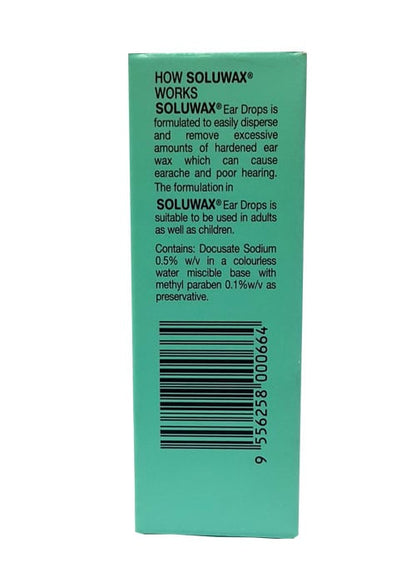 HOW SOLUWAX®
WORKS
SOLUWAX® Ear Drops is
formulated to easily disperse
and remove excessive
amounts of hardened ear
wax which can cause
earache and poor hearing.
The formulation in
SOLUWAX® Ear Drops is
suitable to be used in adults
as well as children.
Contains: Docusate Sodium
0.5% w/v in a colourless
water miscible base with
methyl paraben 0.1%w/v as
preservative.
9 556258 000664